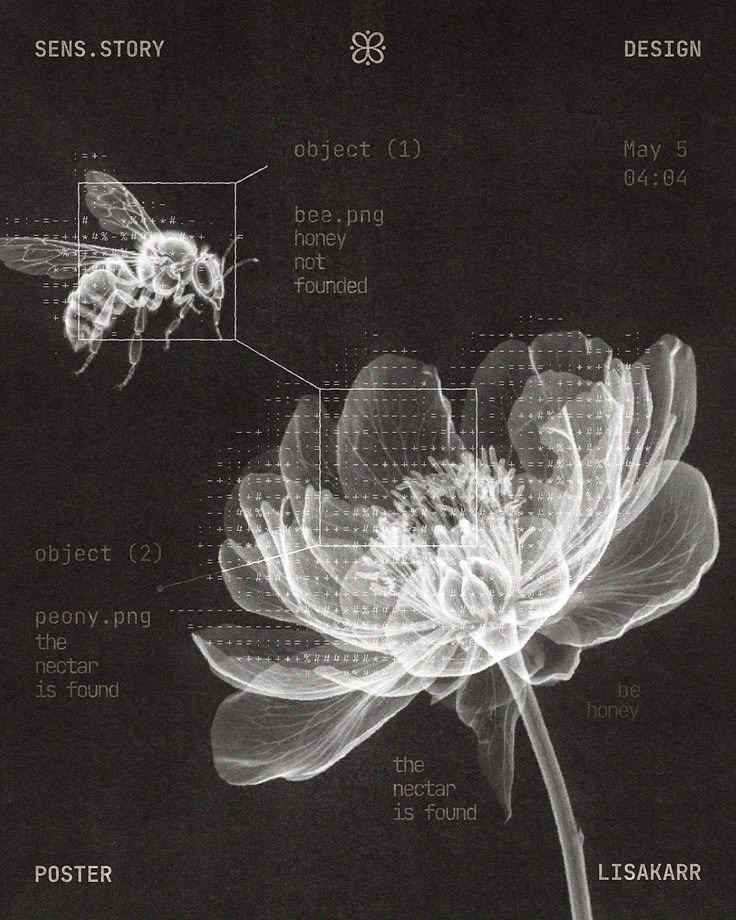 SENS.STORY
DESIGN
object (1)
May 5
04:04
bee.png
honey
not
founded
object (2)
peony.png
the
nectar
is found
be
honey
the
nectar
is found
POSTER
LISAKARR